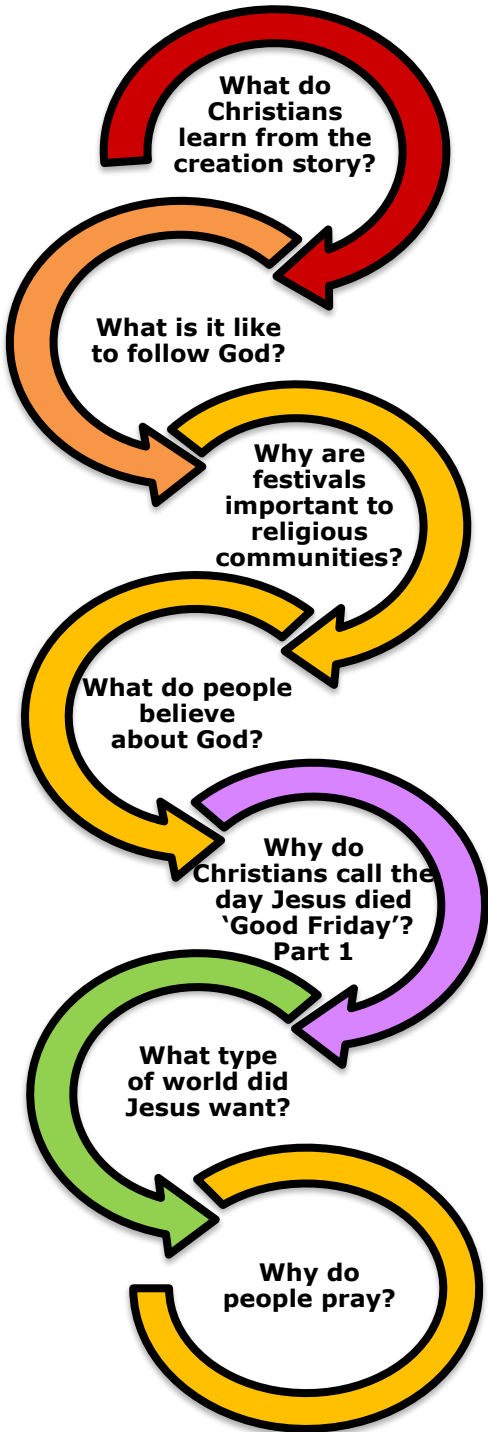 What do
Christians
learn from the
creation story?
What is it like
to follow God?
Why are
festivals
important to
religious
communities?
What do people
believe
about God?
Why do
Christians call the
day Jesus died
‘Good Friday’?
Part 1
What type
of world did
Jesus want?
Why do
people pray?